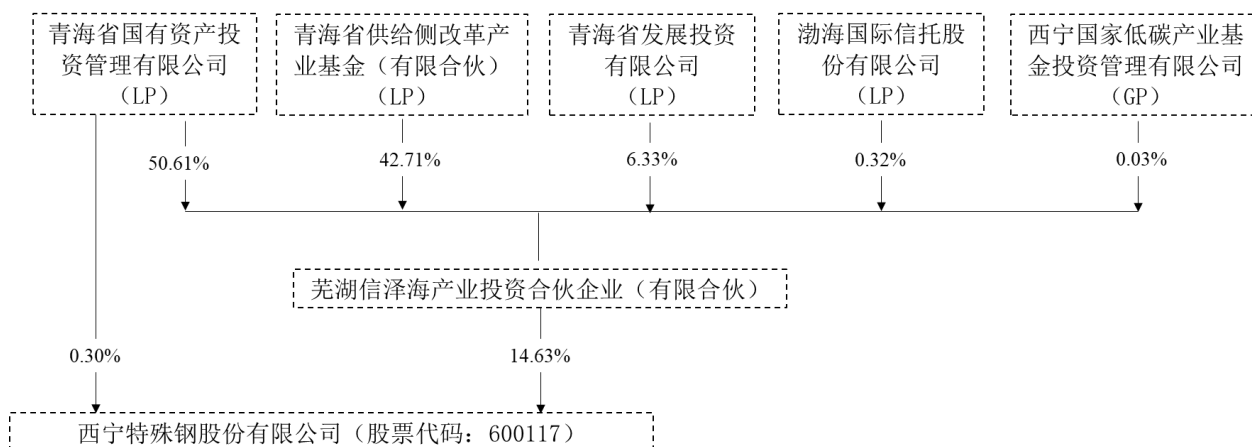 青海省国有资产投
资管理有限公司
（LP）
青海省供给侧改革产
业基金（有限合伙）
（LP）
青海省发展投资
有限公司
（LP）
渤海国际信托股
份有限公司
（LP）
西宁国家低碳产业基
金投资管理有限公司
（GP）
50.61%
42.71%
6.33%
0.32%
0.03%
芜湖信泽海产业投资合伙企业（有限合伙）
0.30%
14.63%
西宁特殊钢股份有限公司（股票代码：600117）